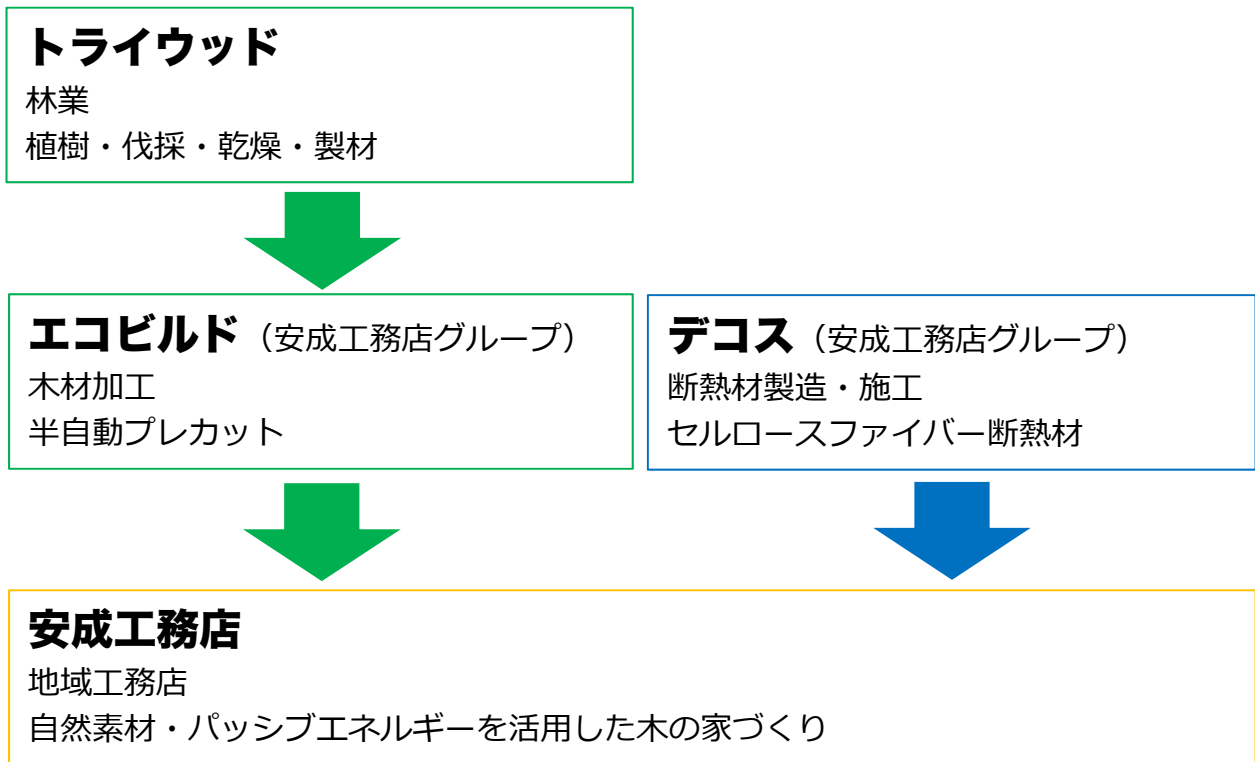 トライウッド
林業
植樹・伐採・乾燥・製材
エコビルド（安成工務店グループ）
木材加工
半自動プレカット
デコス（安成工務店グループ）
断熱材製造・施工
セルロースファイバー断熱材
安成工務店
地域工務店
自然素材・パッシブエネルギーを活用した木の家づくり